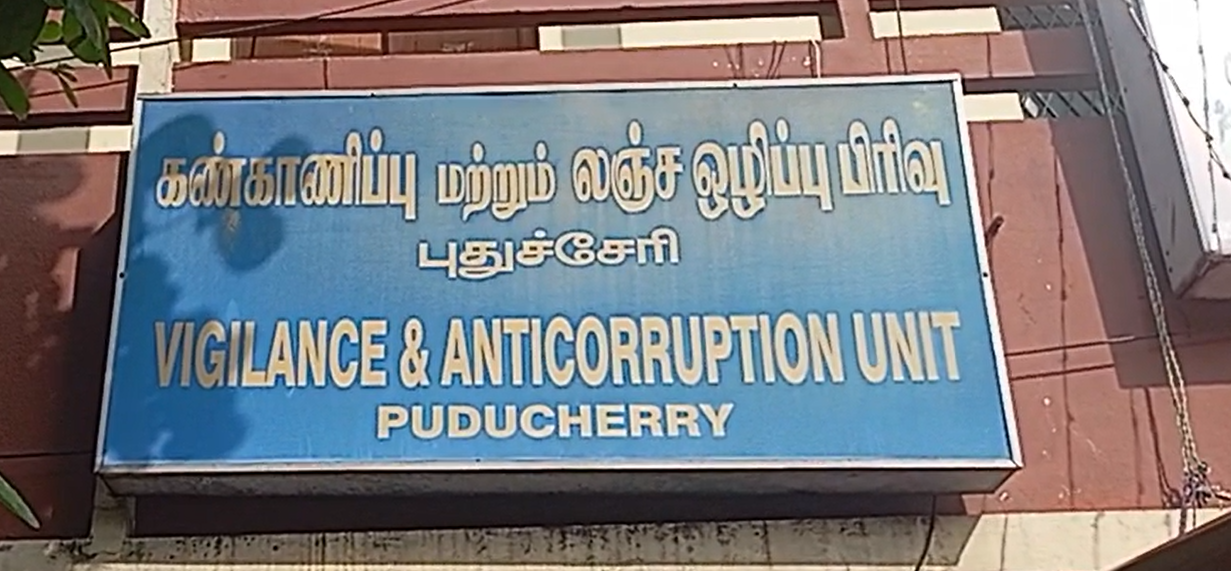 கண்காணிப்பு மற்றும் லஞ்ச ஒழிப்பு பிரிவு
புதுச்சேரி
VIGILANCE & ANTICORRUPTION UNIT
PUDUCHERRY